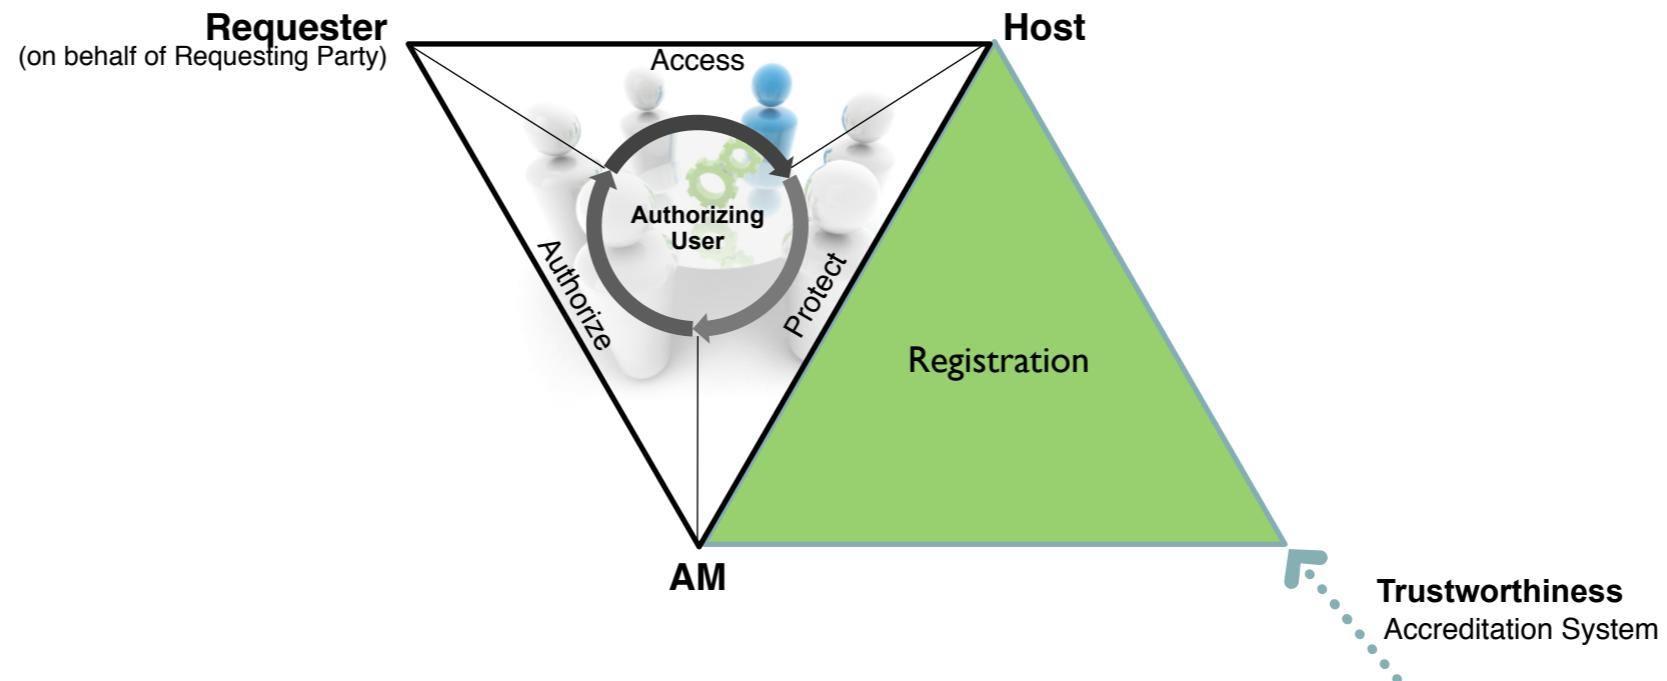 Requester
(on behalf of Requesting Party)
Host
Access
Authorizing
User
Authorize
Protect
Registration
AM
Trustworthiness
Accreditation System